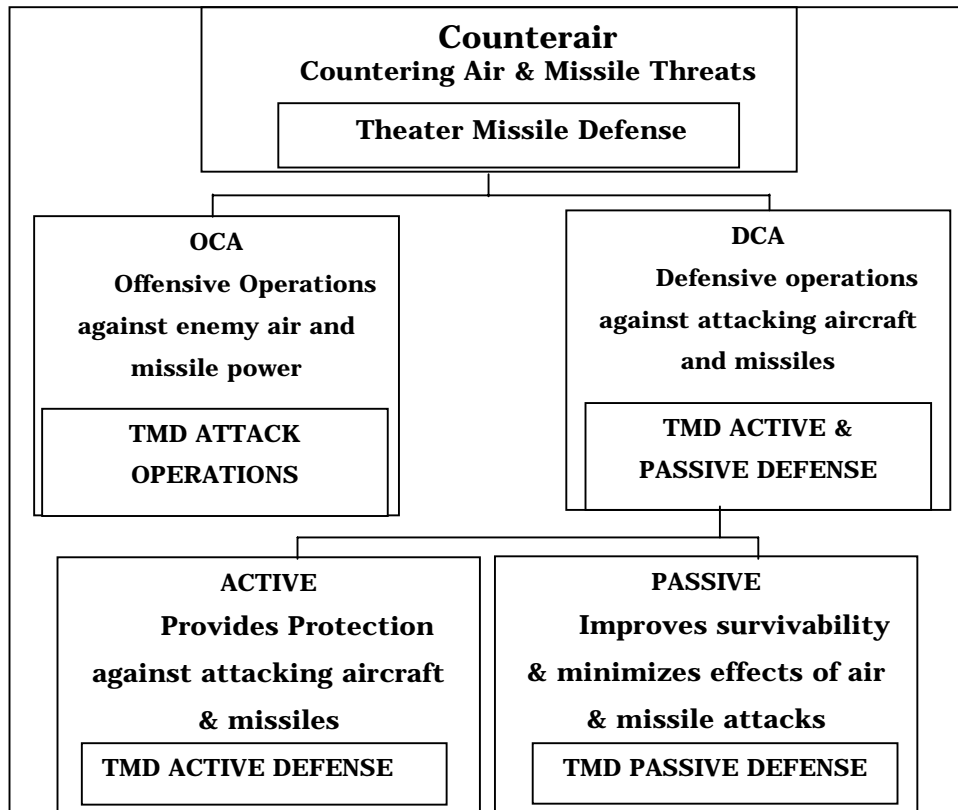 Counterair
Countering Air & Missile Threats
Theater Missile Defense
OCA
Offensive Operations
against enemy air and
missile power
TMD ATTACK
OPERATIONS
DCA
Defensive operations
against attacking aircraft
and missiles
TMD ACTIVE &
PASSIVE DEFENSE
ACTIVE
Provides Protection
against attacking aircraft
& missiles
TMD ACTIVE DEFENSE
PASSIVE
Improves survivability
& minimizes effects of air
& missile attacks
TMD PASSIVE DEFENSE